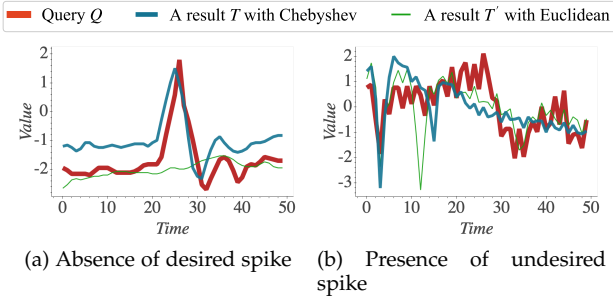 Query Q A result T with Chebyshev A result T′ with Euclidean
2
1
0
-1
-2
Value
0 10 20 30 40 50
Time
2
1
0
-1
-2
-3
Value
0 10 20 30 40 50
Time
(a) Absence of desired spike
(b) Presence of undesired
spike